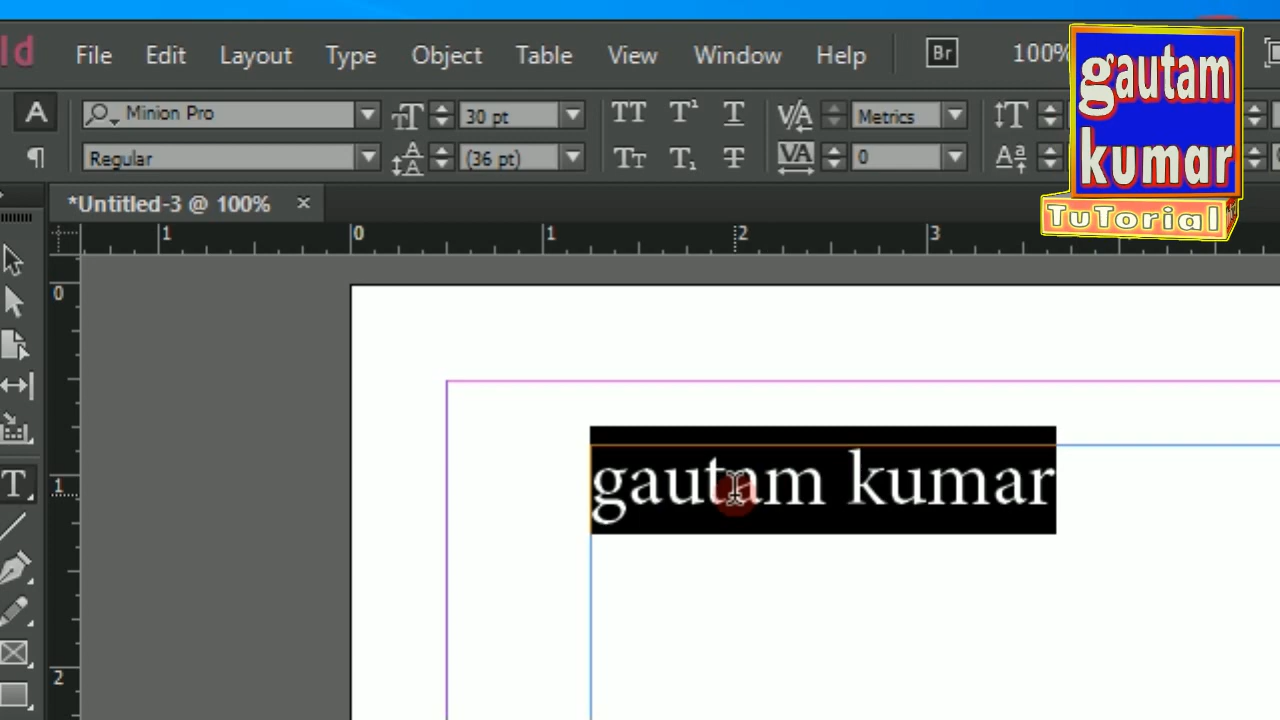 Id File Edit Layout Type Object Table View Window Help Br 100%
gautam
kumar
TuTorial
A Minion Pro 30 pt Metrics
Regular (36 pt) 0
*Untitled-3 @ 100% ×
1 0 1 2 3
0
gautam kumar
1
2